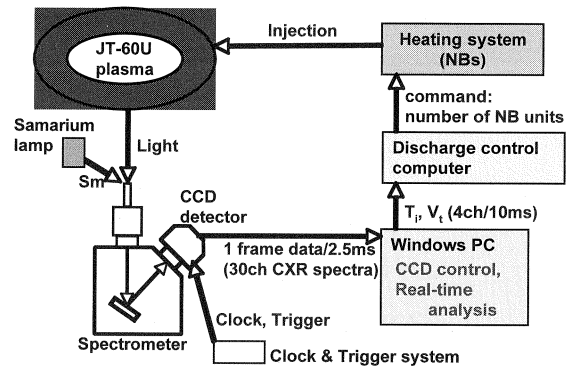 JT-60U
plasma
Injection
Heating system
(NBs)
command:
number of NB units
Samarium
lamp
Light
Sm
Discharge control
computer
CCD
detector
Ti, Vt (4ch/10ms)
1 frame data/2.5ms
(30ch CXR spectra)
Windows PC
CCD control,
Real-time
analysis
Clock, Trigger
Spectrometer
Clock & Trigger system